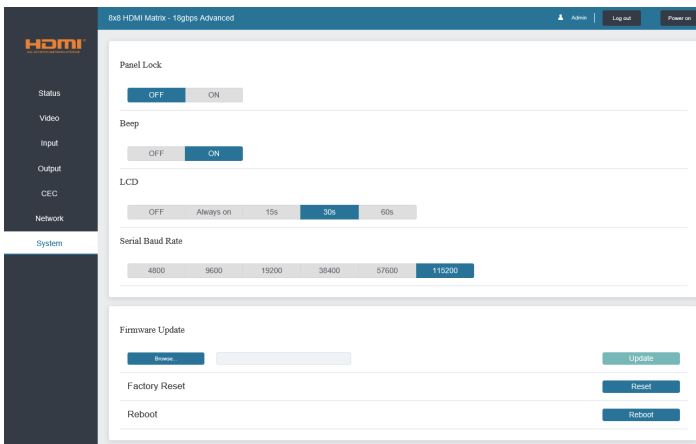 8x8 HDMI Matrix - 18gbps Advanced
Admin
Log out
Power on
HDMI
Status
Video
Input
Output
CEC
Network
System
Panel Lock
OFF ON
Beep
OFF ON
LCD
OFF Always on 15s 30s 60s
Serial Baud Rate
4800 9600 19200 38400 57600 115200
Firmware Update
Browse... Update
Factory Reset Reset
Reboot Reboot